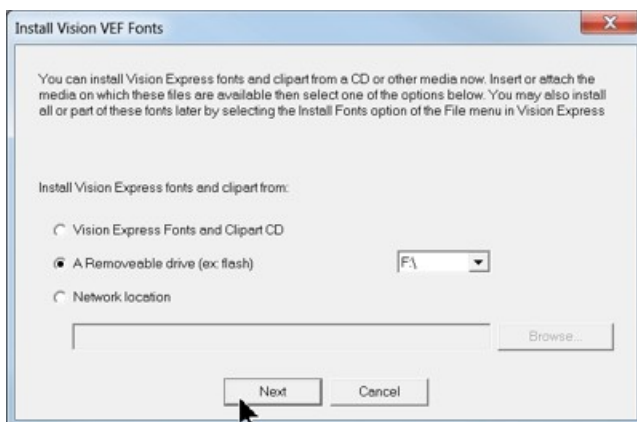 Install Vision VEF Fonts
You can install Vision Express fonts and clipart from a CD or other media now. Insert or attach the
media on which these files are available then select one of the options below. You may also install
all or part of these fonts later by selecting the Install Fonts option of the File menu in Vision Express
Install Vision Express fonts and clipart from:
Vision Express Fonts and Clipart CD
A Removeable drive (ex: flash) F:\
Network location
Browse...
Next Cancel